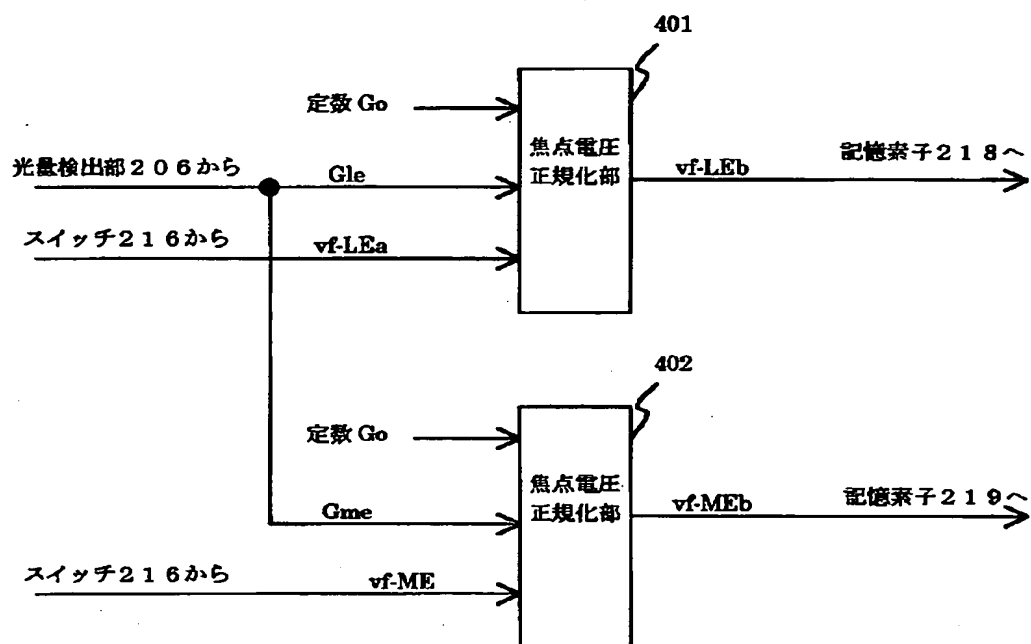 401
定数 Go
光量検出部206から
Gle
焦点電圧
正規化部
vf-LEb
記憶素子218へ
スイッチ216から
vf-LEa
402
定数 Go
Gme
焦点電圧
正規化部
vf-MEb
記憶素子219へ
スイッチ216から
vf-ME